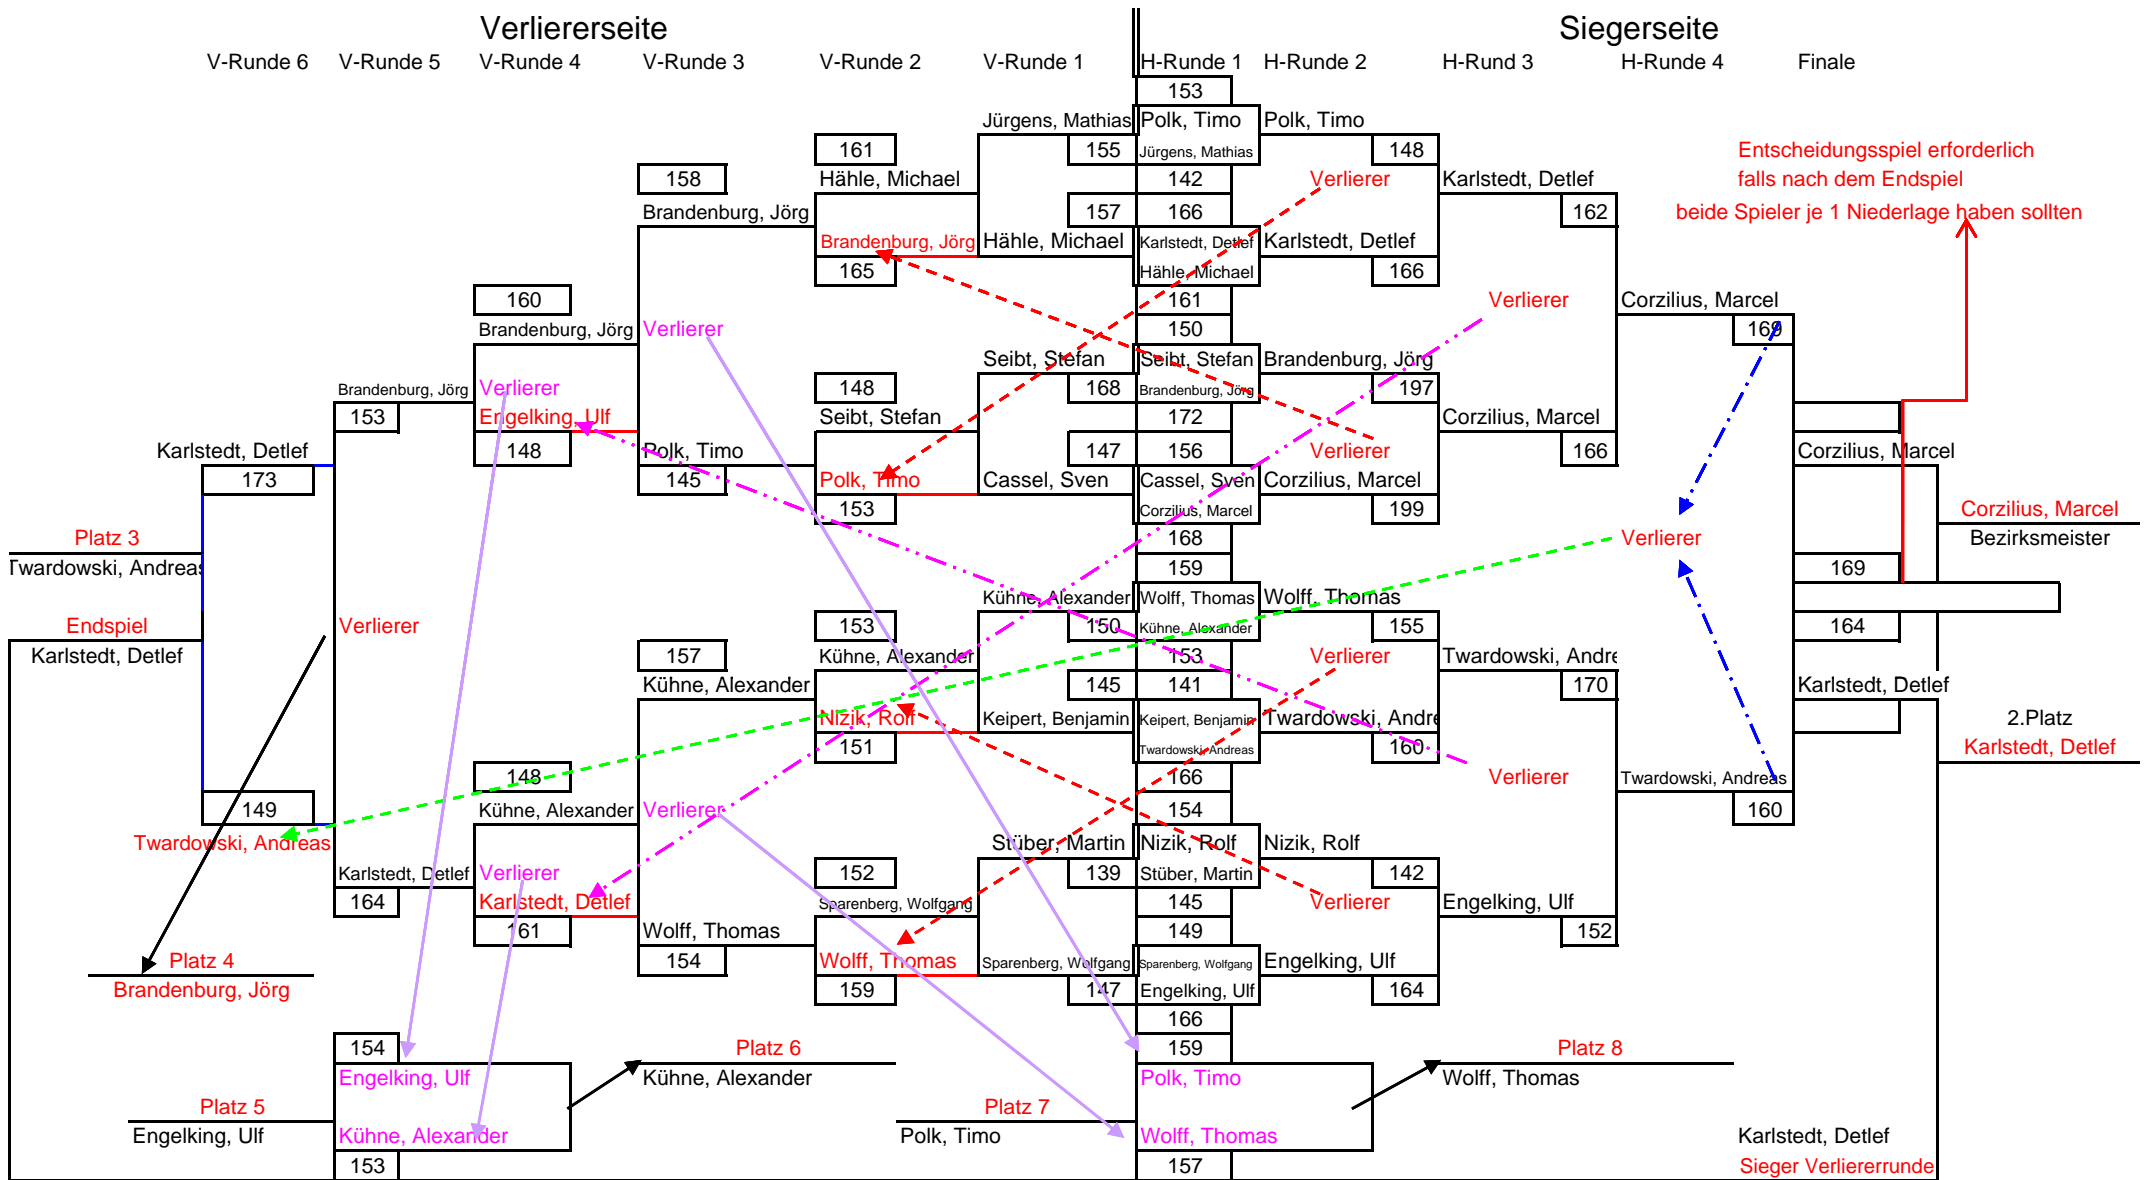 Verliererseite
Siegerseite
V-Runde 6
V-Runde 5
V-Runde 4
V-Runde 3
V-Runde 2
V-Runde 1
H-Runde 1
H-Runde 2
H-Rund 3
H-Runde 4
Finale
Karlstedt, Detlef
173
Platz 3
Twardowski, Andreas
Endspiel
Karlstedt, Detlef
149
Twardowski, Andreas
Platz 4
Brandenburg, Jörg
Brandenburg, Jörg
153
Verlierer
Karlstedt, Detlef
164
160
Brandenburg, Jörg
Verlierer
Engelking, Ulf
148
148
Kühne, Alexander
Verlierer
Karlstedt, Detlef
161
158
Brandenburg, Jörg
Verlierer
Polk, Timo
145
157
Kühne, Alexander
Verlierer
Wolff, Thomas
154
161
Hähle, Michael
Brandenburg, Jörg
165
148
Seibt, Stefan
Polk, Timo
153
153
Kühne, Alexander
Nizik, Rolf
151
152
Sparenberg, Wolfgang
Wolff, Thomas
159
Jürgens, Mathias
155
157
Hähle, Michael
Seibt, Stefan
168
147
Cassel, Sven
Kühne, Alexander
150
145
Keipert, Benjamin
Stüber, Martin
139
Sparenberg, Wolfgang
147
153
Polk, Timo
Jürgens, Mathias
142
166
Karlstedt, Detlef
Hähle, Michael
161
150
Seibt, Stefan
Brandenburg, Jörg
172
156
Cassel, Sven
Corzilius, Marcel
168
159
Wolff, Thomas
Kühne, Alexander
153
141
Keipert, Benjamin
Twardowski, Andreas
166
154
Nizik, Rolf
Stüber, Martin
145
149
Sparenberg, Wolfgang
Engelking, Ulf
166
Polk, Timo
148
Verlierer
Karlstedt, Detlef
166
Brandenburg, Jörg
197
Verlierer
Corzilius, Marcel
199
Wolff, Thomas
155
Verlierer
Twardowski, Andre
160
Nizik, Rolf
142
Verlierer
Engelking, Ulf
164
Karlstedt, Detlef
162
Verlierer
Corzilius, Marcel
166
Twardowski, Andre
170
Verlierer
Engelking, Ulf
152
Corzilius, Marcel
169
Verlierer
Twardowski, Andreas
160
Entscheidungsspiel erforderlich
falls nach dem Endspiel
beide Spieler je 1 Niederlage haben sollten
Corzilius, Marcel
169
164
Karlstedt, Detlef
Corzilius, Marcel
Bezirksmeister
2.Platz
Karlstedt, Detlef
154
Engelking, Ulf
Kühne, Alexander
153
Platz 5
Engelking, Ulf
Platz 6
Kühne, Alexander
159
Polk, Timo
Wolff, Thomas
157
Platz 7
Polk, Timo
Platz 8
Wolff, Thomas
Karlstedt, Detlef
Sieger Verliererrunde